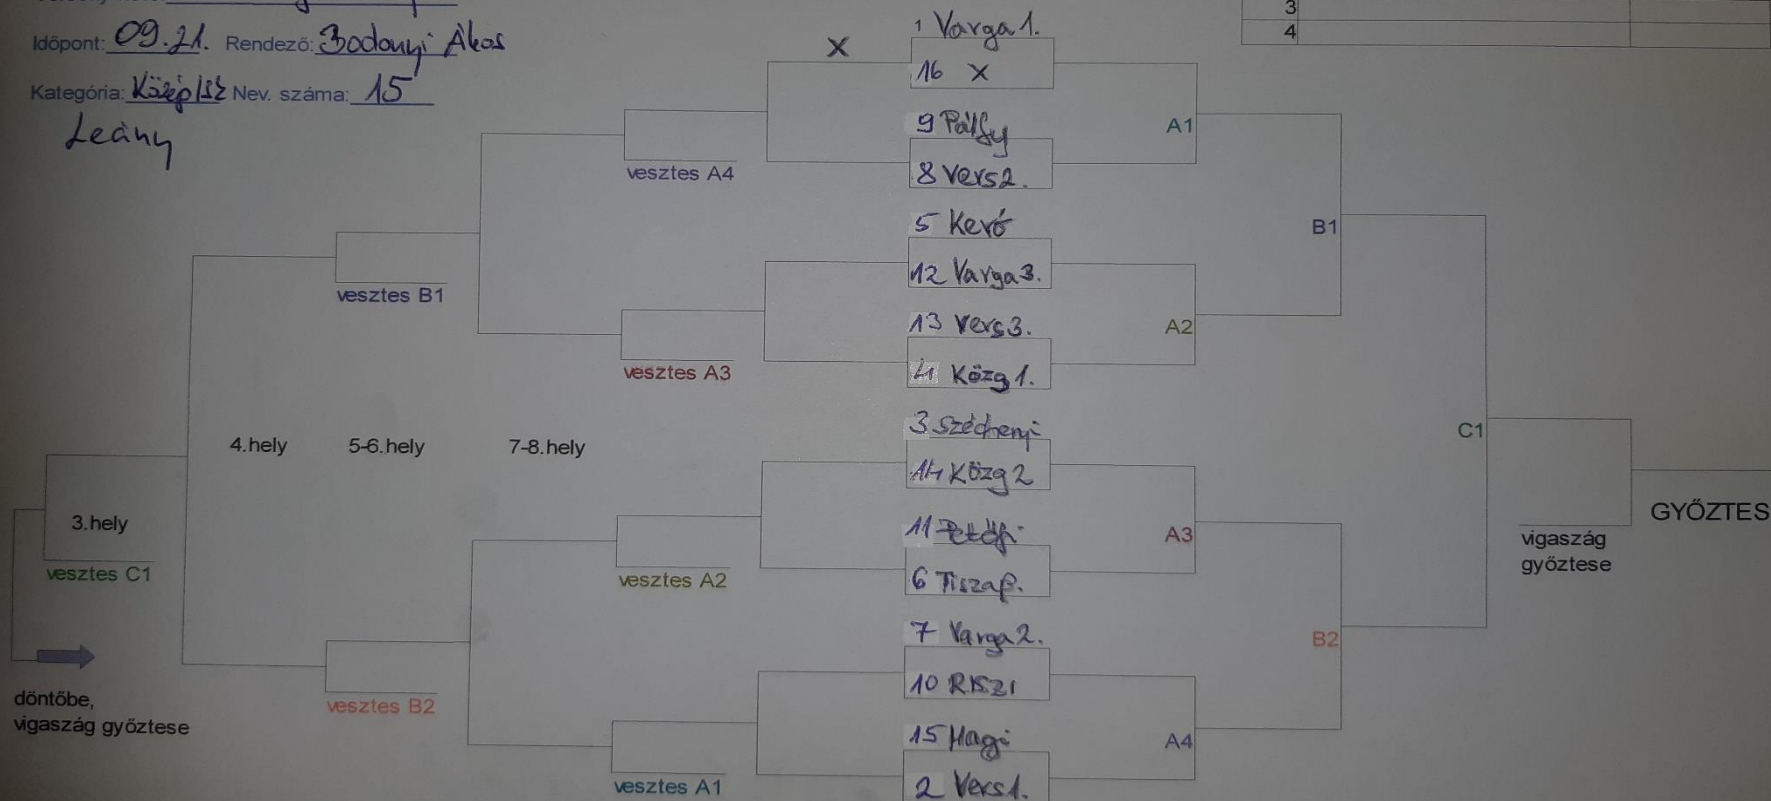 Időpont: 09.21. Rendező: Bodonyi Ákos
Kategória: Közép/sz Nev. száma: 15
Leány
3
4
X
1 Varga 1.
16 X
9 Pálfy
8 Vers 2.
5 Kevő
12 Varga 3.
13 Vers 3.
4 Közg 1.
3 Széchenyi
14 Közg 2
11 Petőfi
6 Tiszap.
7 Varga 2.
10 RISZI
15 Hagi
2 Vers 1.
A1
A2
A3
A4
B1
B2
C1
vigaszág
győztese
GYŐZTES
vesztes A4
vesztes A3
vesztes A2
vesztes A1
vesztes B1
vesztes B2
4.hely 5-6.hely 7-8.hely
3.hely
vesztes C1
döntőbe,
vigaszág győztese